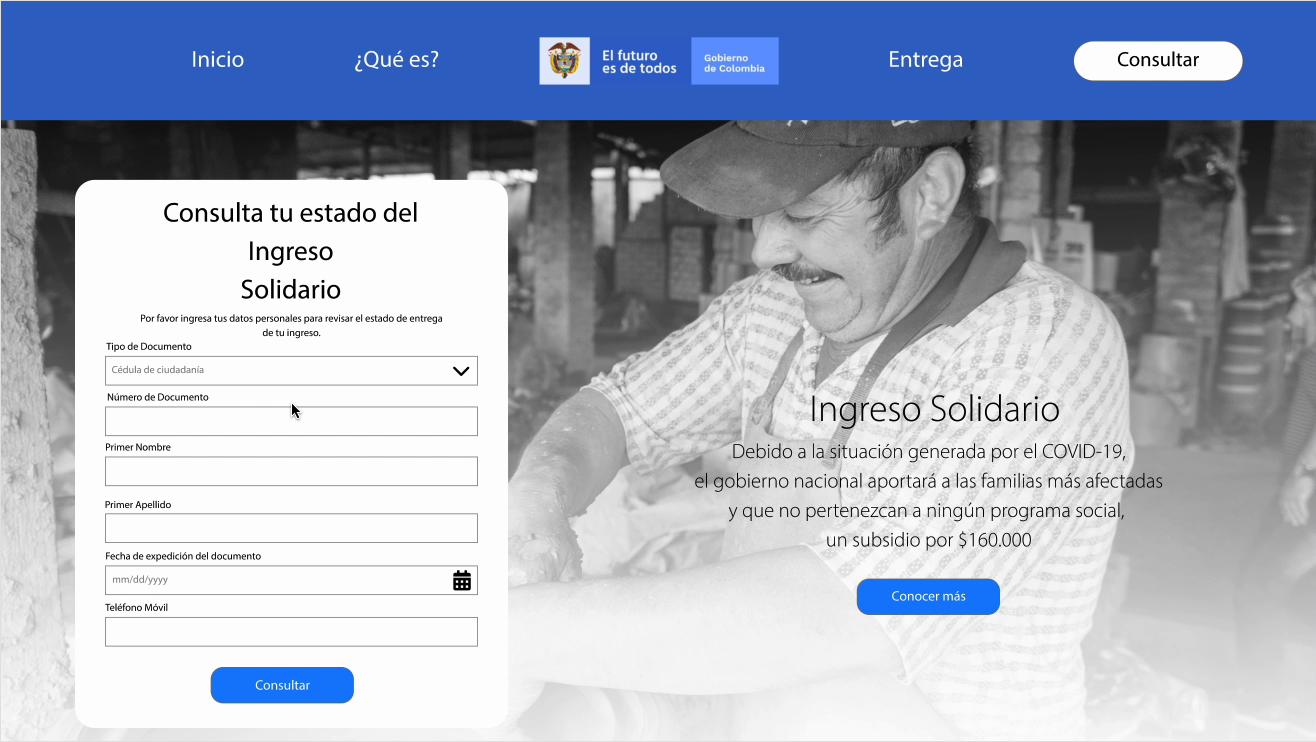 Inicio
¿Qué es?
El futuro
es de todos
Gobierno
de Colombia
Entrega
Consultar
Consulta tu estado del
Ingreso
Solidario
Por favor ingresa tus datos personales para revisar el estado de entrega
de tu ingreso.
Tipo de Documento
Cédula de ciudadanía
Número de Documento
Primer Nombre
Primer Apellido
Fecha de expedición del documento
mm/dd/yyyy
Teléfono Móvil
Consultar
Ingreso Solidario
Debido a la situación generada por el COVID-19,
el gobierno nacional aportará a las familias más afectadas
y que no pertenezcan a ningún programa social,
un subsidio por $160.000
Conocer más